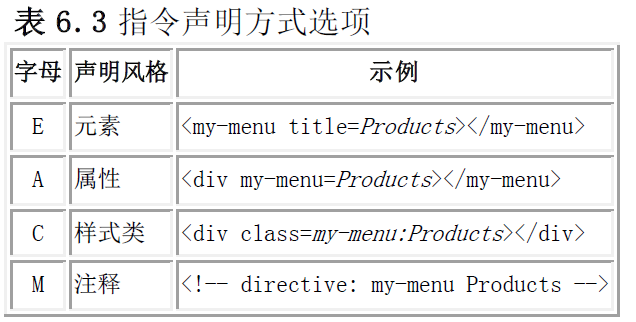 表 6.3 指令声明方式选项
字母 声明风格 示例
E 元素 <my-menu title=Products></my-menu>
A 属性 <div my-menu=Products></my-menu>
C 样式类 <div class=my-menu:Products></div>
M 注释 <!-- directive: my-menu Products -->